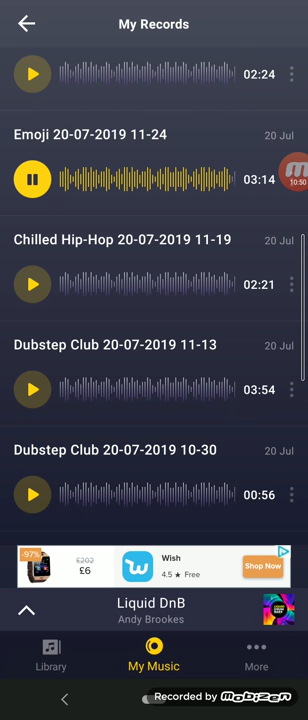 My Records
02:24
Emoji 20-07-2019 11-24
20 Jul
03:14
10:50
Chilled Hip-Hop 20-07-2019 11-19
20 Jul
02:21
Dubstep Club 20-07-2019 11-13
20 Jul
03:54
Dubstep Club 20-07-2019 10-30
20 Jul
00:56
-97%
£202
£6
Wish
4.5 ★ Free
Shop Now
Liquid DnB
Andy Brookes
Library
My Music
More
Recorded by mobizen